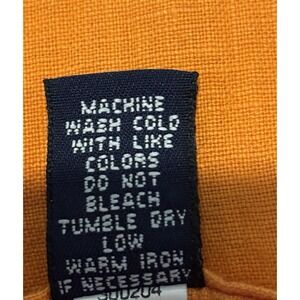 MACHINE
WASH COLD
WITH LIKE
COLORS
DO NOT
BLEACH
TUMBLE DRY
LOW
WARM IRON
IF NECESSARY